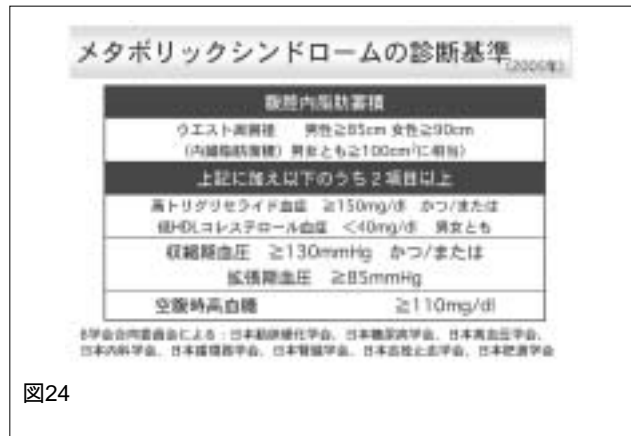 メタボリックシンドロームの診断基準
(2005年)
腹腔内脂肪蓄積
ウエスト周囲径 男性≧85cm 女性≧90cm
(内臓脂肪面積) 男女とも≧100cm²に相当)
上記に加え以下のうち2項目以上
高トリグリセライド血症 ≧150mg/dl かつ/または
低HDLコレステロール血症 <40mg/dl 男女とも
収縮期血圧 ≧130mmHg かつ/または
拡張期血圧 ≧85mmHg
空腹時高血糖 ≧110mg/dl
8学会合同委員会による：日本動脈硬化学会、日本糖尿病学会、日本高血圧学会、
日本内科学会、日本循環器学会、日本腎臓学会、日本血栓止血学会、日本肥満学会
図24